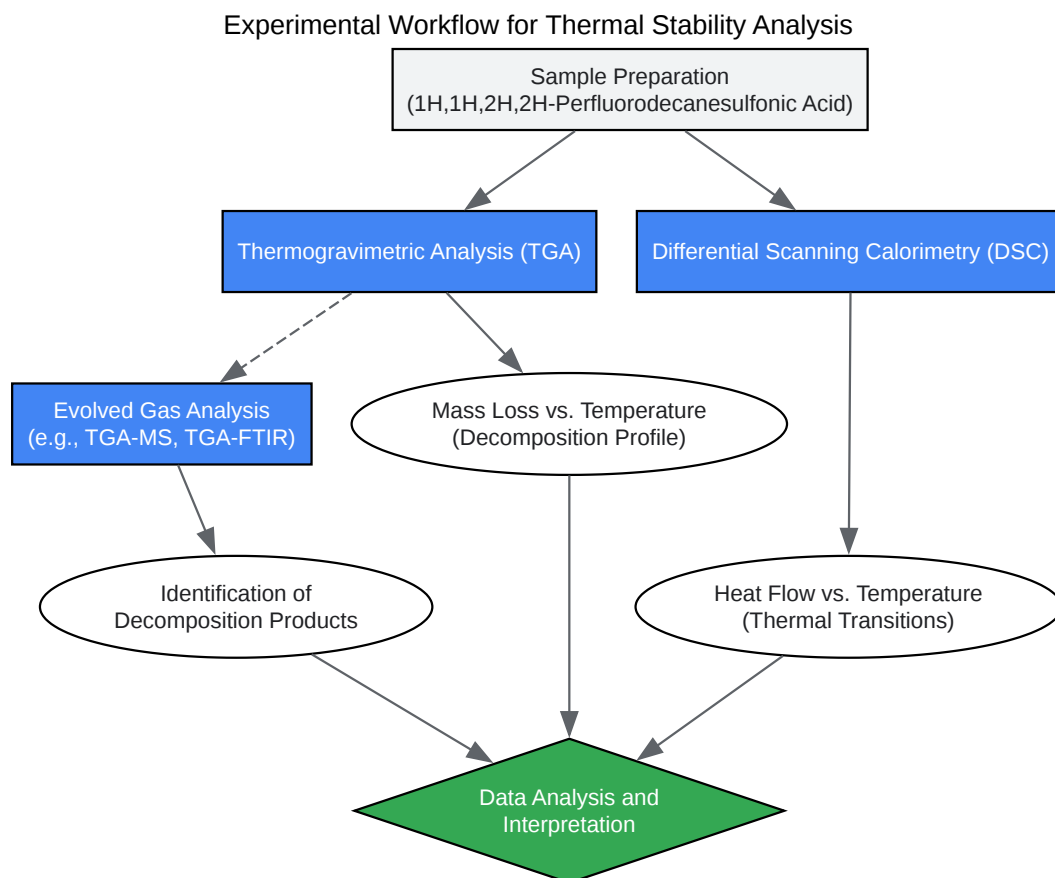 Experimental Workflow for Thermal Stability Analysis
Sample Preparation
(1H,1H,2H,2H-Perfluorodecanesulfonic Acid)
Thermogravimetric Analysis (TGA)
Differential Scanning Calorimetry (DSC)
Evolved Gas Analysis
(e.g., TGA-MS, TGA-FTIR)
Mass Loss vs. Temperature
(Decomposition Profile)
Identification of
Decomposition Products
Heat Flow vs. Temperature
(Thermal Transitions)
Data Analysis and
Interpretation